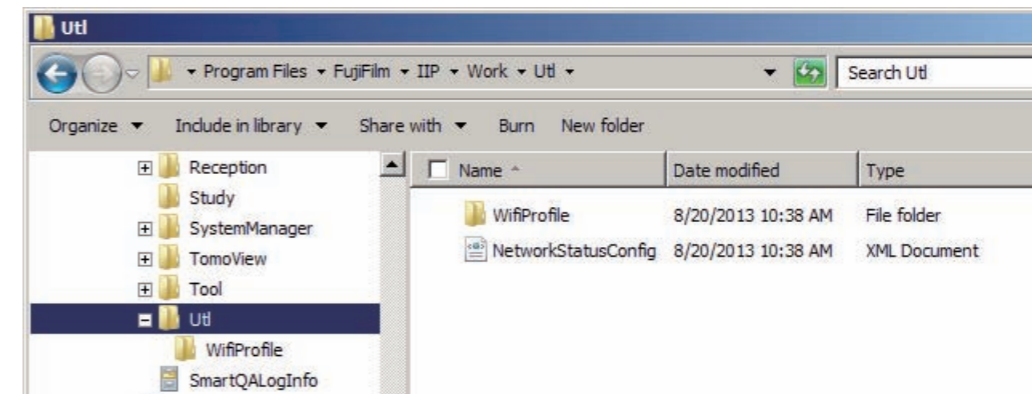 Utl
Program Files FujiFilm IIP Work Utl Search Utl
Organize Include in library Share with Burn New folder
Reception
Study
SystemManager
TomoView
Tool
Utl
WifiProfile
SmartQALogInfo
Name Date modified Type
WifiProfile 8/20/2013 10:38 AM File folder
NetworkStatusConfig 8/20/2013 10:38 AM XML Document